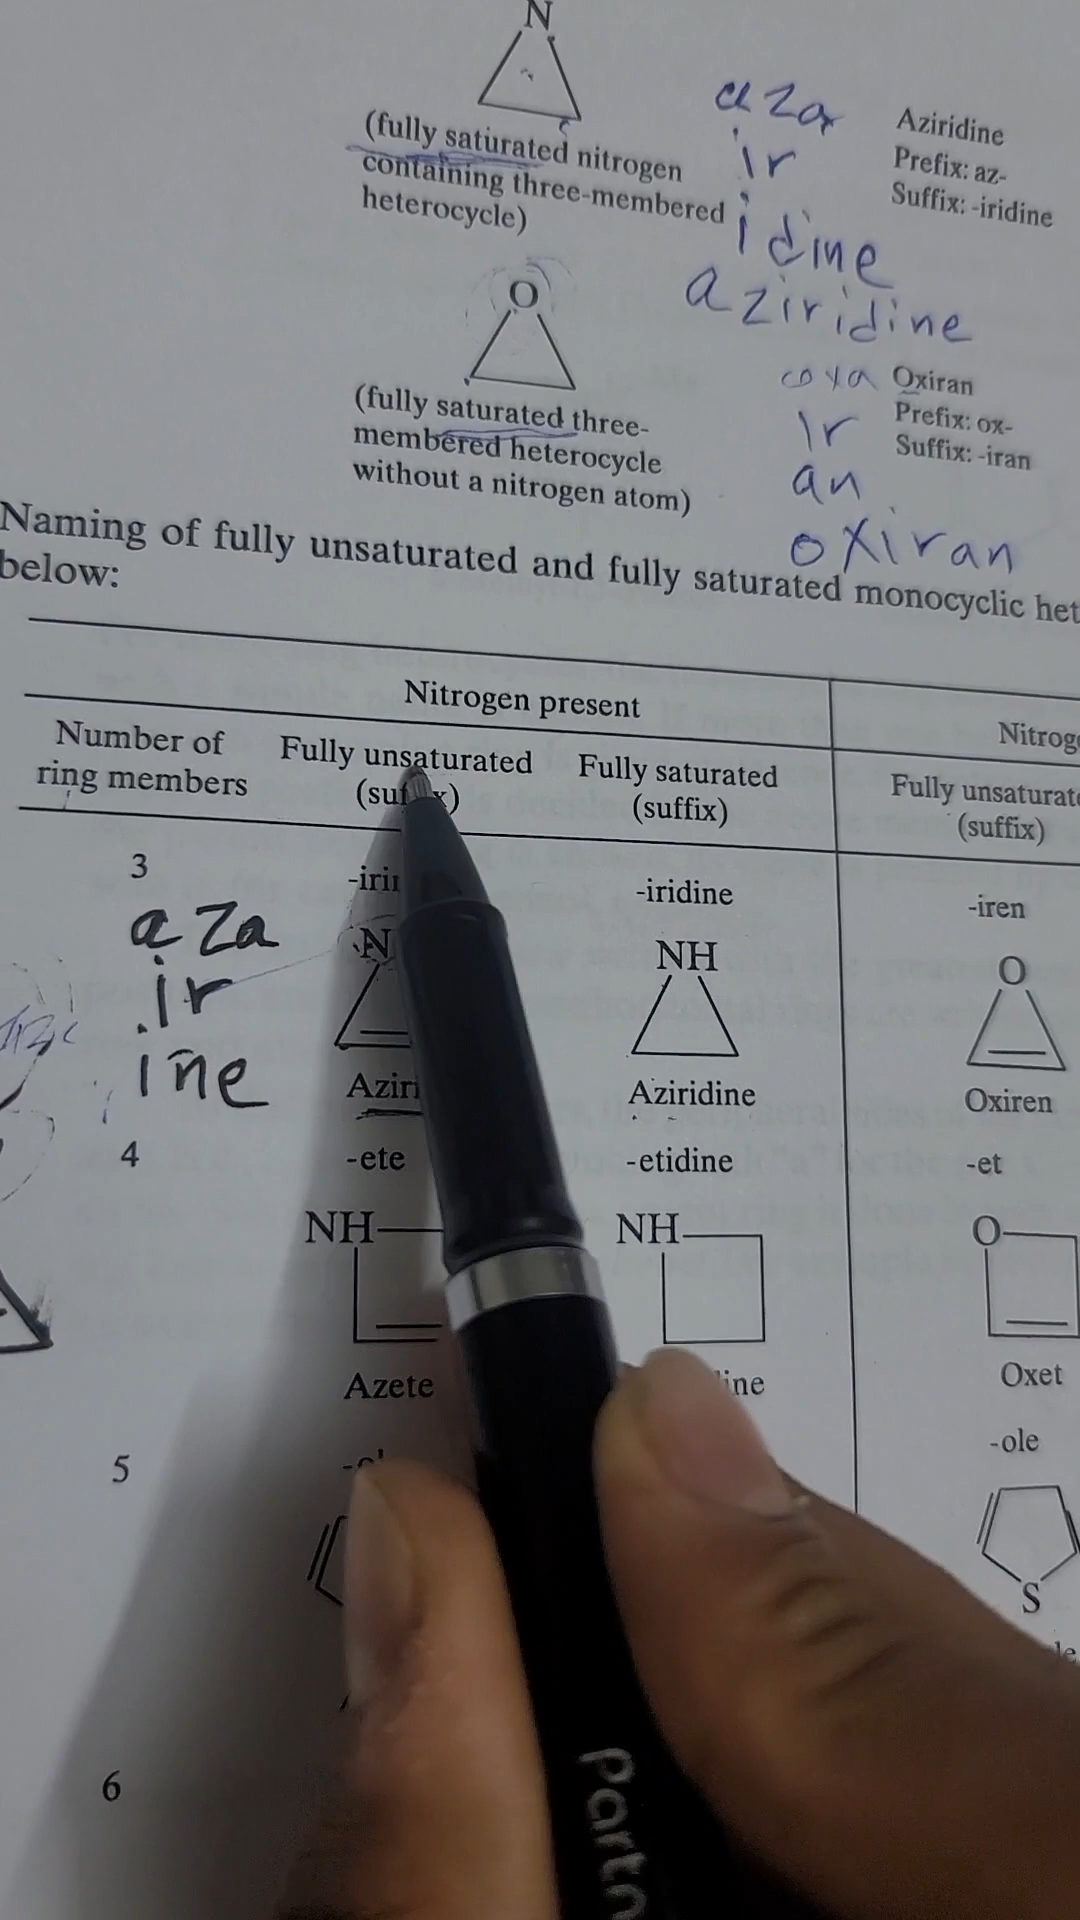 N
(fully saturated nitrogen
containing three-membered
heterocycle)
aza
ir
idine
aziridine
Aziridine
Prefix: az-
Suffix: -iridine
O
(fully saturated three-
membered heterocycle
without a nitrogen atom)
oxa
ir
an
oxiran
Oxiran
Prefix: ox-
Suffix: -iran
Naming of fully unsaturated and fully saturated monocyclic het
below:
Nitrogen present
Nitrog
Number of
ring members
Fully unsaturated
Fully saturated
(suffix)
Fully unsaturat
(suffix)
3
-iridine
-iren
aza
ir
ine
N
NH
O
Aziri
Aziridine
Oxiren
4
-ete
-etidine
-et
NH
NH
O
Azete
ine
Oxet
5
-ole
S
6
Partn